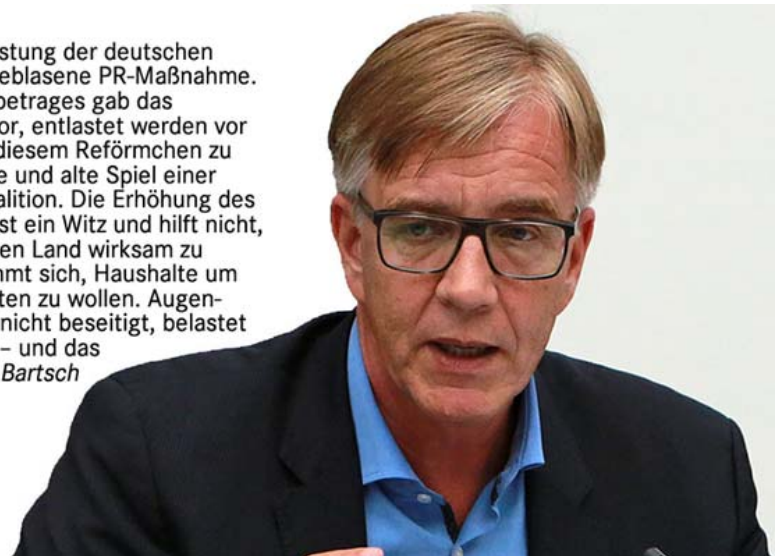 stung der deutschen
eblasene PR-Maßnahme.
betrages gab das
or, entlastet werden vor
diesem Reförmchen zu
e und alte Spiel einer
alition. Die Erhöhung des
st ein Witz und hilft nicht,
en Land wirksam zu
mmt sich, Haushalte um
ten zu wollen. Augen-
nicht beseitigt, belastet
– und das
Bartsch